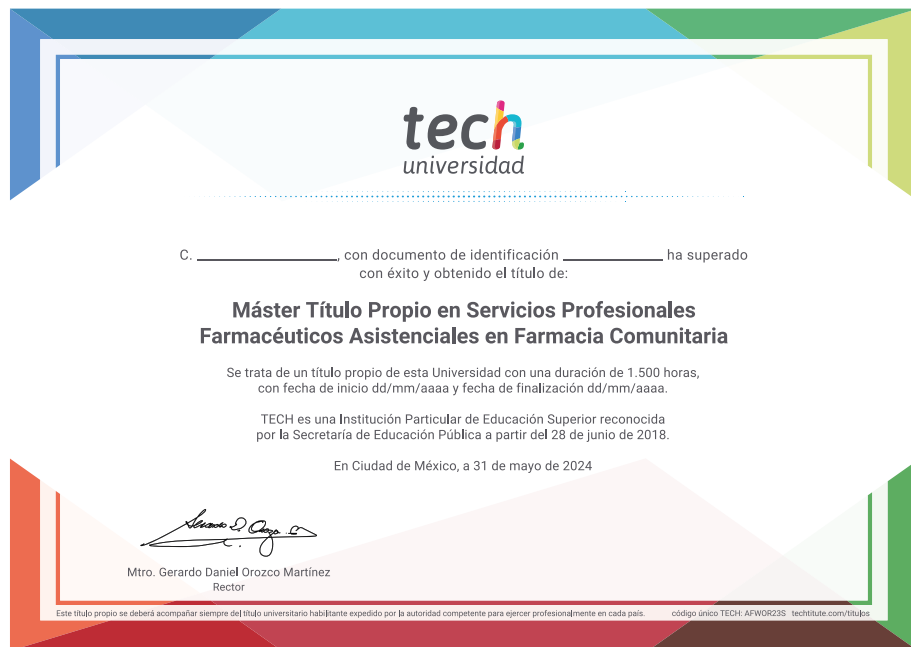 tech
universidad
C. __________________, con documento de identificación _____________ ha superado
con éxito y obtenido el título de:
Máster Título Propio en Servicios Profesionales
Farmacéuticos Asistenciales en Farmacia Comunitaria
Se trata de un título propio de esta Universidad con una duración de 1.500 horas,
con fecha de inicio dd/mm/aaaa y fecha de finalización dd/mm/aaaa.
TECH es una Institución Particular de Educación Superior reconocida
por la Secretaría de Educación Pública a partir del 28 de junio de 2018.
En Ciudad de México, a 31 de mayo de 2024
Mtro. Gerardo Daniel Orozco Martínez
Rector
Este título propio se deberá acompañar siempre del título universitario habilitante expedido por la autoridad competente para ejercer profesionalmente en cada país. código único TECH: AFWOR23S techtitute.com/titulos